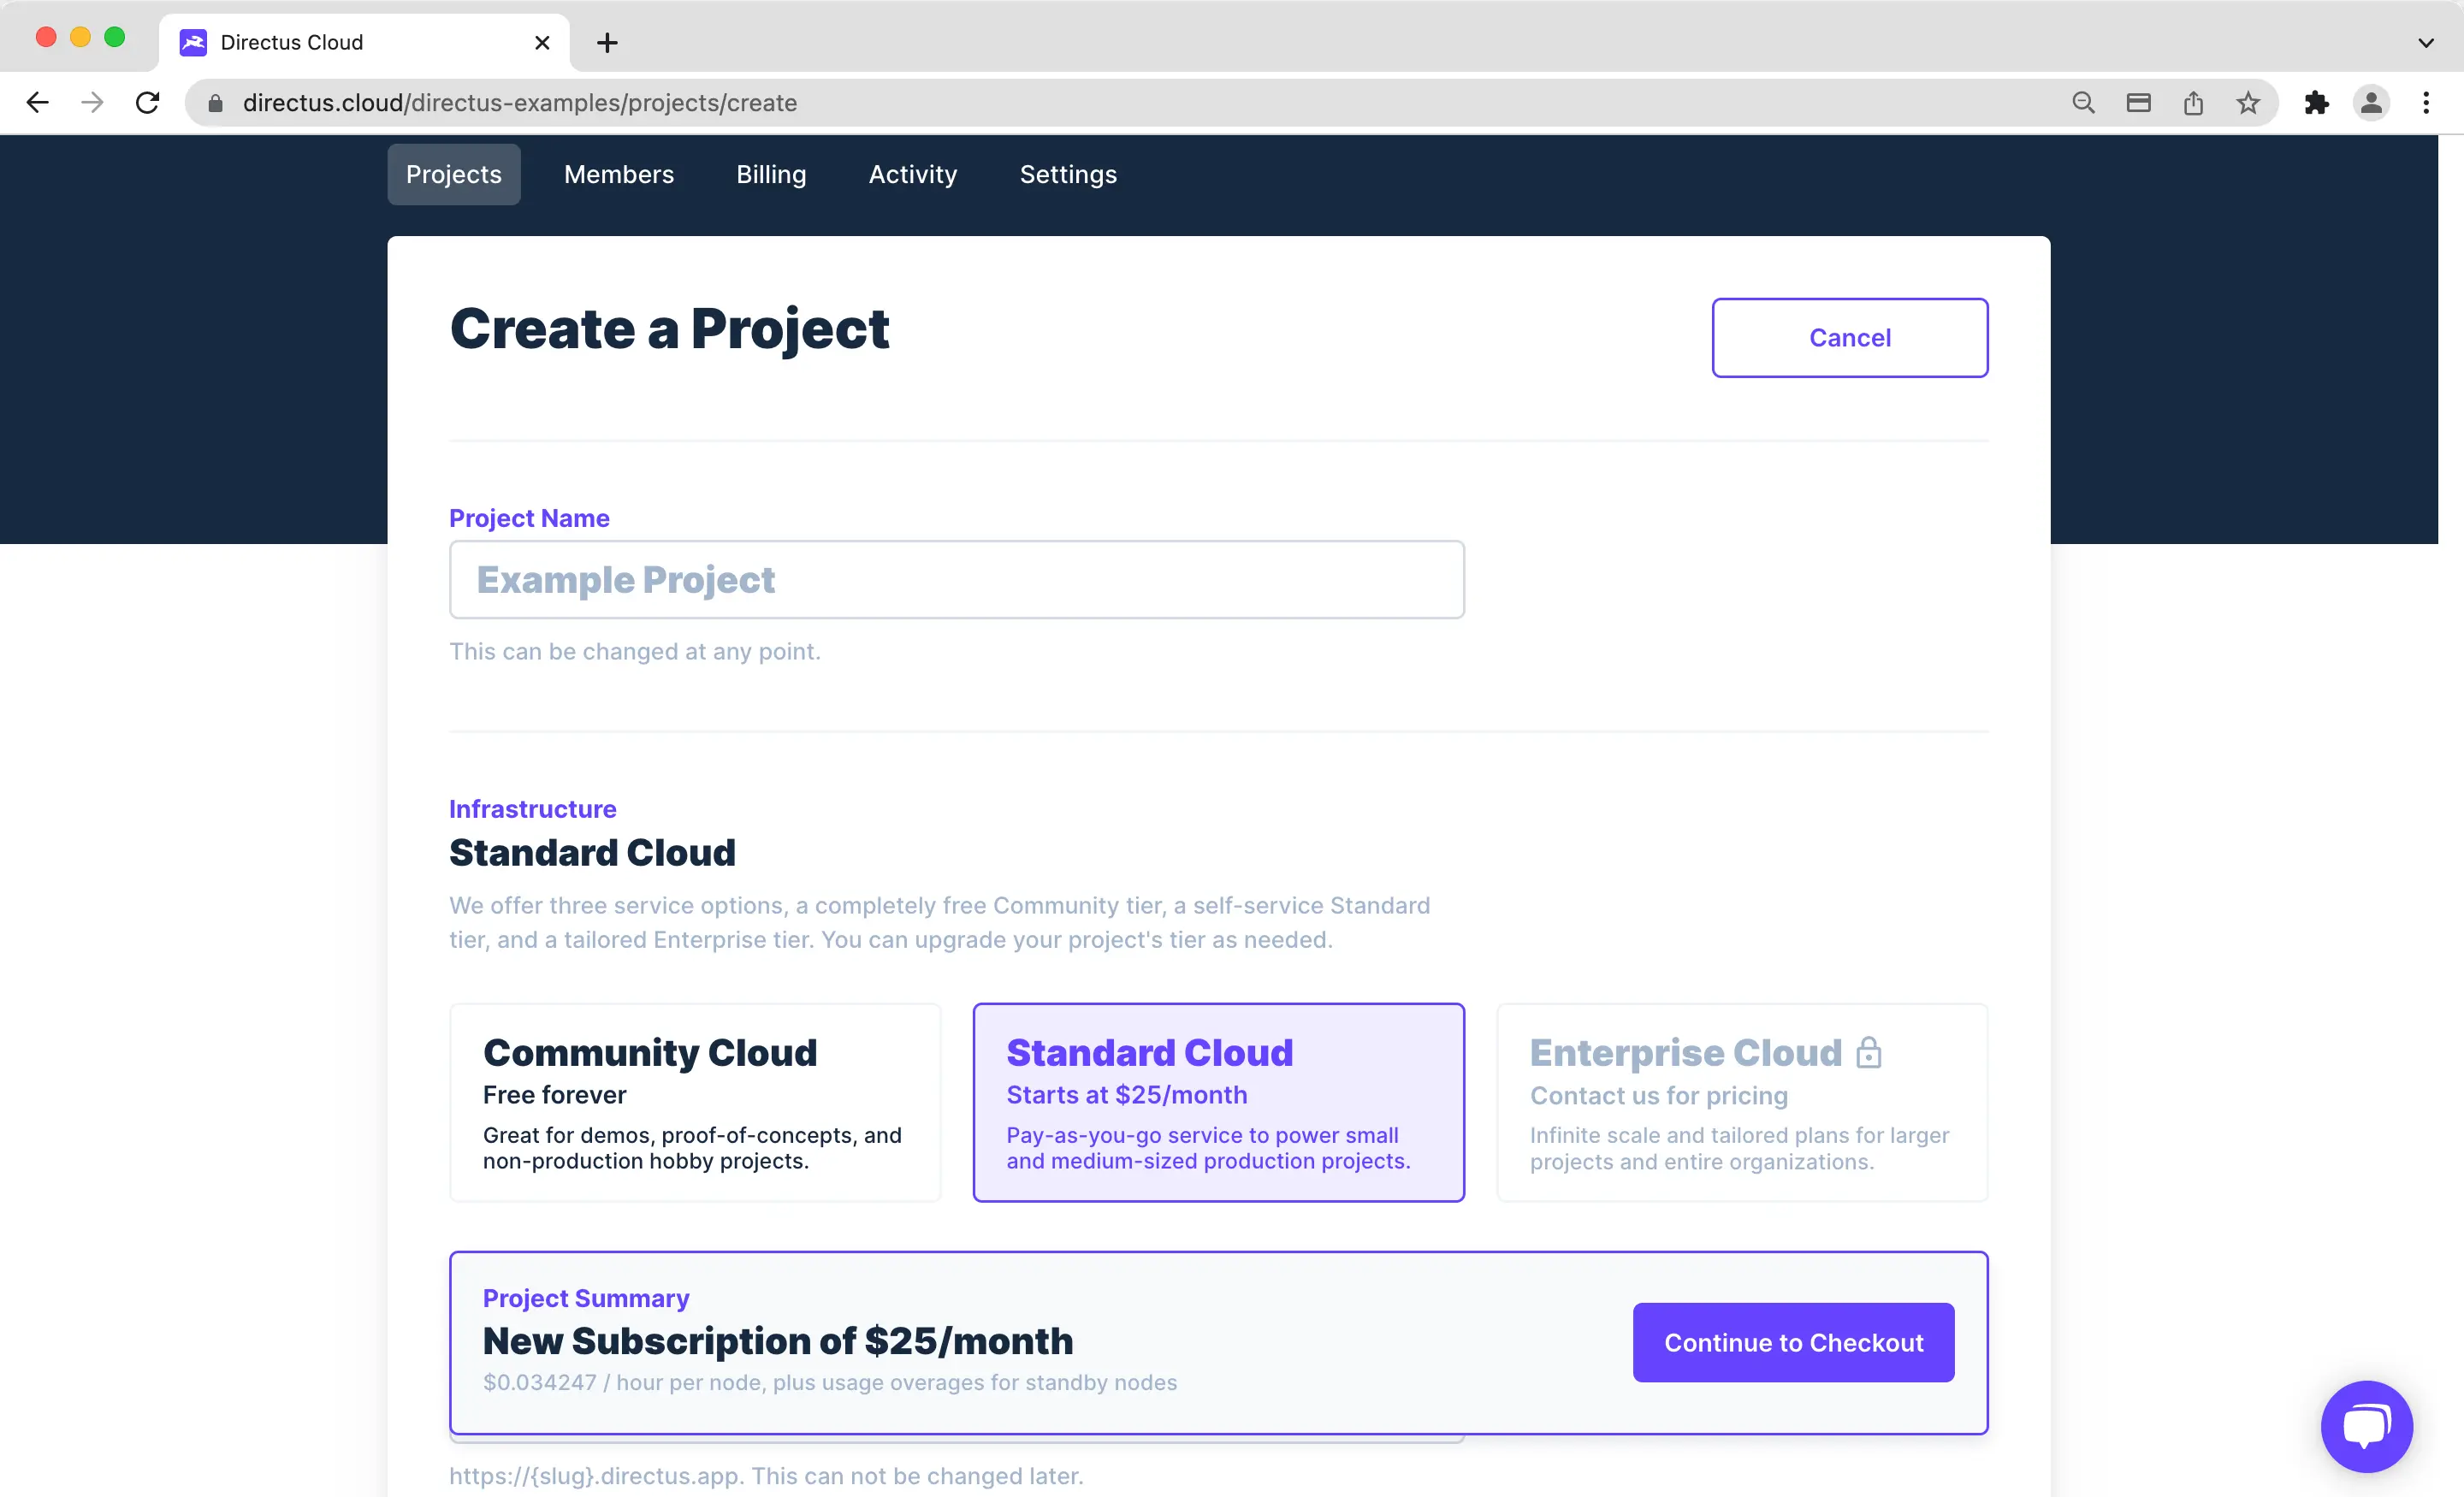 Directus Cloud
directus.cloud/directus-examples/projects/create
Projects Members Billing Activity Settings
Create a Project
Cancel
Project Name
Example Project
This can be changed at any point.
Infrastructure
Standard Cloud
We offer three service options, a completely free Community tier, a self-service Standard
tier, and a tailored Enterprise tier. You can upgrade your project's tier as needed.
Community Cloud
Free forever
Great for demos, proof-of-concepts, and
non-production hobby projects.
Standard Cloud
Starts at $25/month
Pay-as-you-go service to power small
and medium-sized production projects.
Enterprise Cloud
Contact us for pricing
Infinite scale and tailored plans for larger
projects and entire organizations.
Project Summary
New Subscription of $25/month
$0.034247 / hour per node, plus usage overages for standby nodes
Continue to Checkout
https://{slug}.directus.app. This can not be changed later.